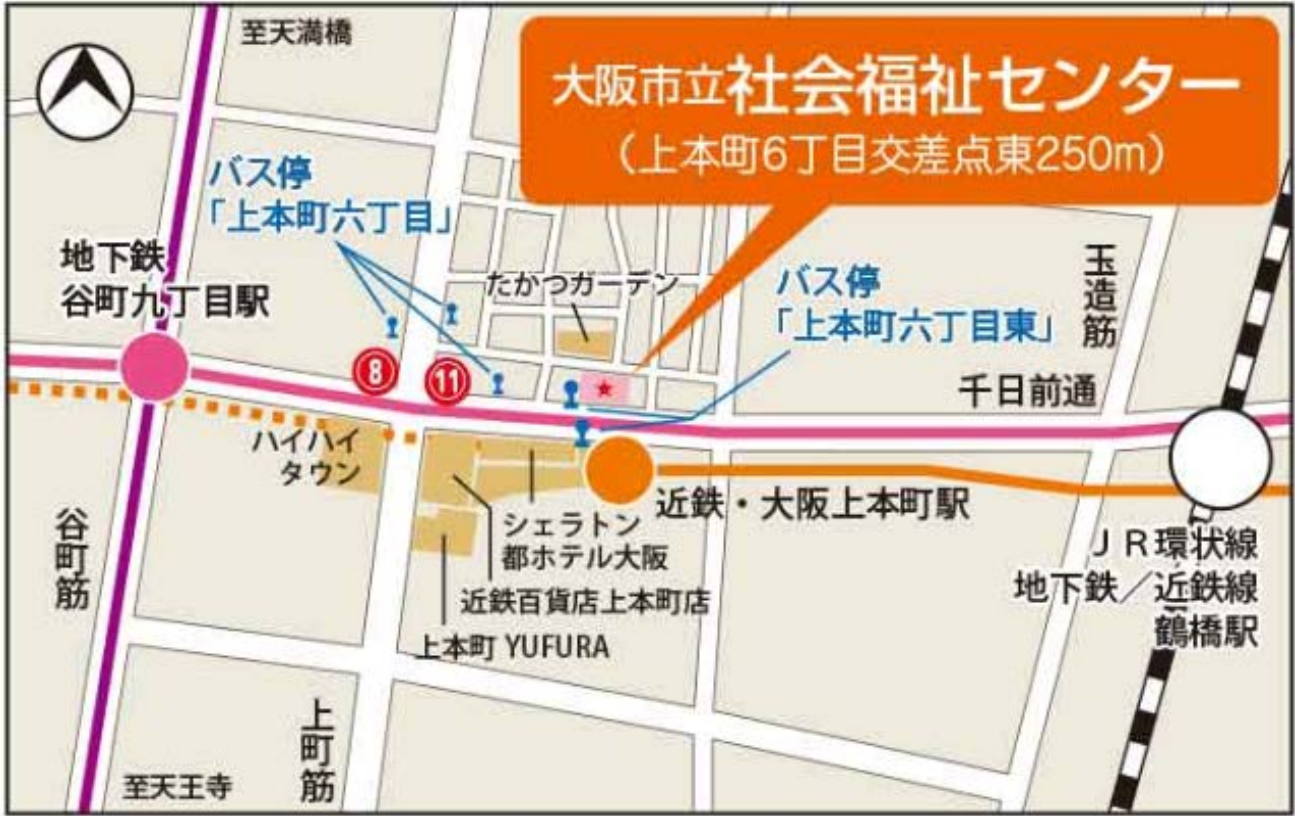 至天満橋
大阪市立社会福祉センター
（上本町6丁目交差点東250m）
バス停
「上本町六丁目」
地下鉄
谷町九丁目駅
たかつガーデン
バス停
「上本町六丁目東」
玉造筋
8
11
千日前通
ハイハイ
タウン
近鉄・大阪上本町駅
シェラトン
都ホテル大阪
近鉄百貨店上本町店
上本町 YUFURA
谷町筋
ＪＲ環状線
地下鉄／近鉄線
鶴橋駅
上町筋
至天王寺